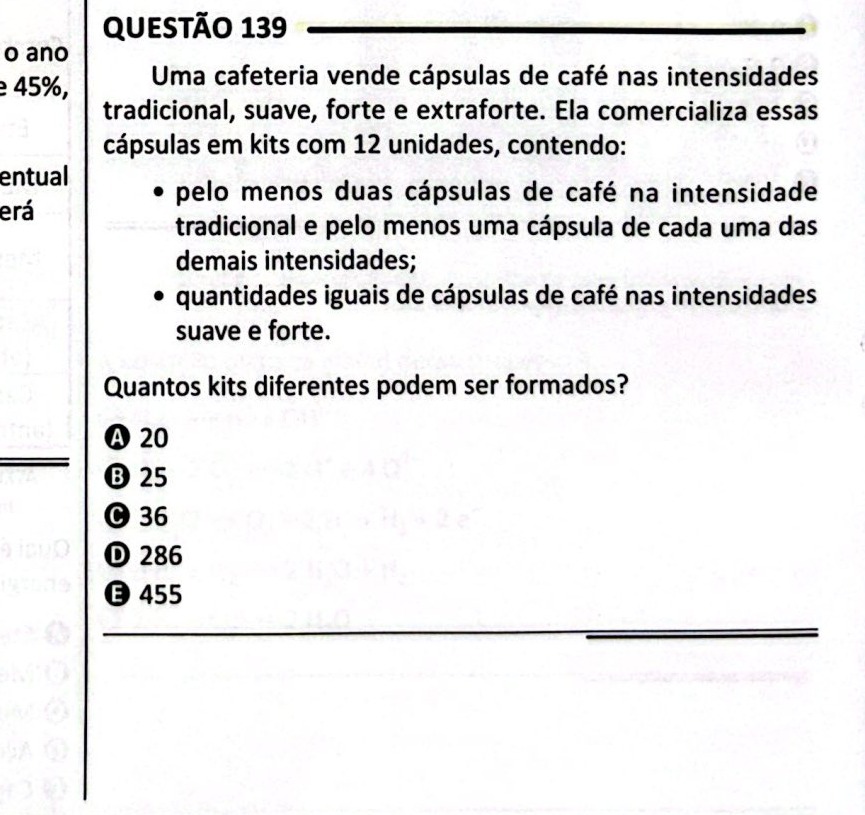 o ano
e 45%,
entual
erá
QUESTÃO 139
Uma cafeteria vende cápsulas de café nas intensidades
tradicional, suave, forte e extraforte. Ela comercializa essas
cápsulas em kits com 12 unidades, contendo:
• pelo menos duas cápsulas de café na intensidade
tradicional e pelo menos uma cápsula de cada uma das
demais intensidades;
• quantidades iguais de cápsulas de café nas intensidades
suave e forte.
Quantos kits diferentes podem ser formados?
A 20
B 25
C 36
D 286
E 455